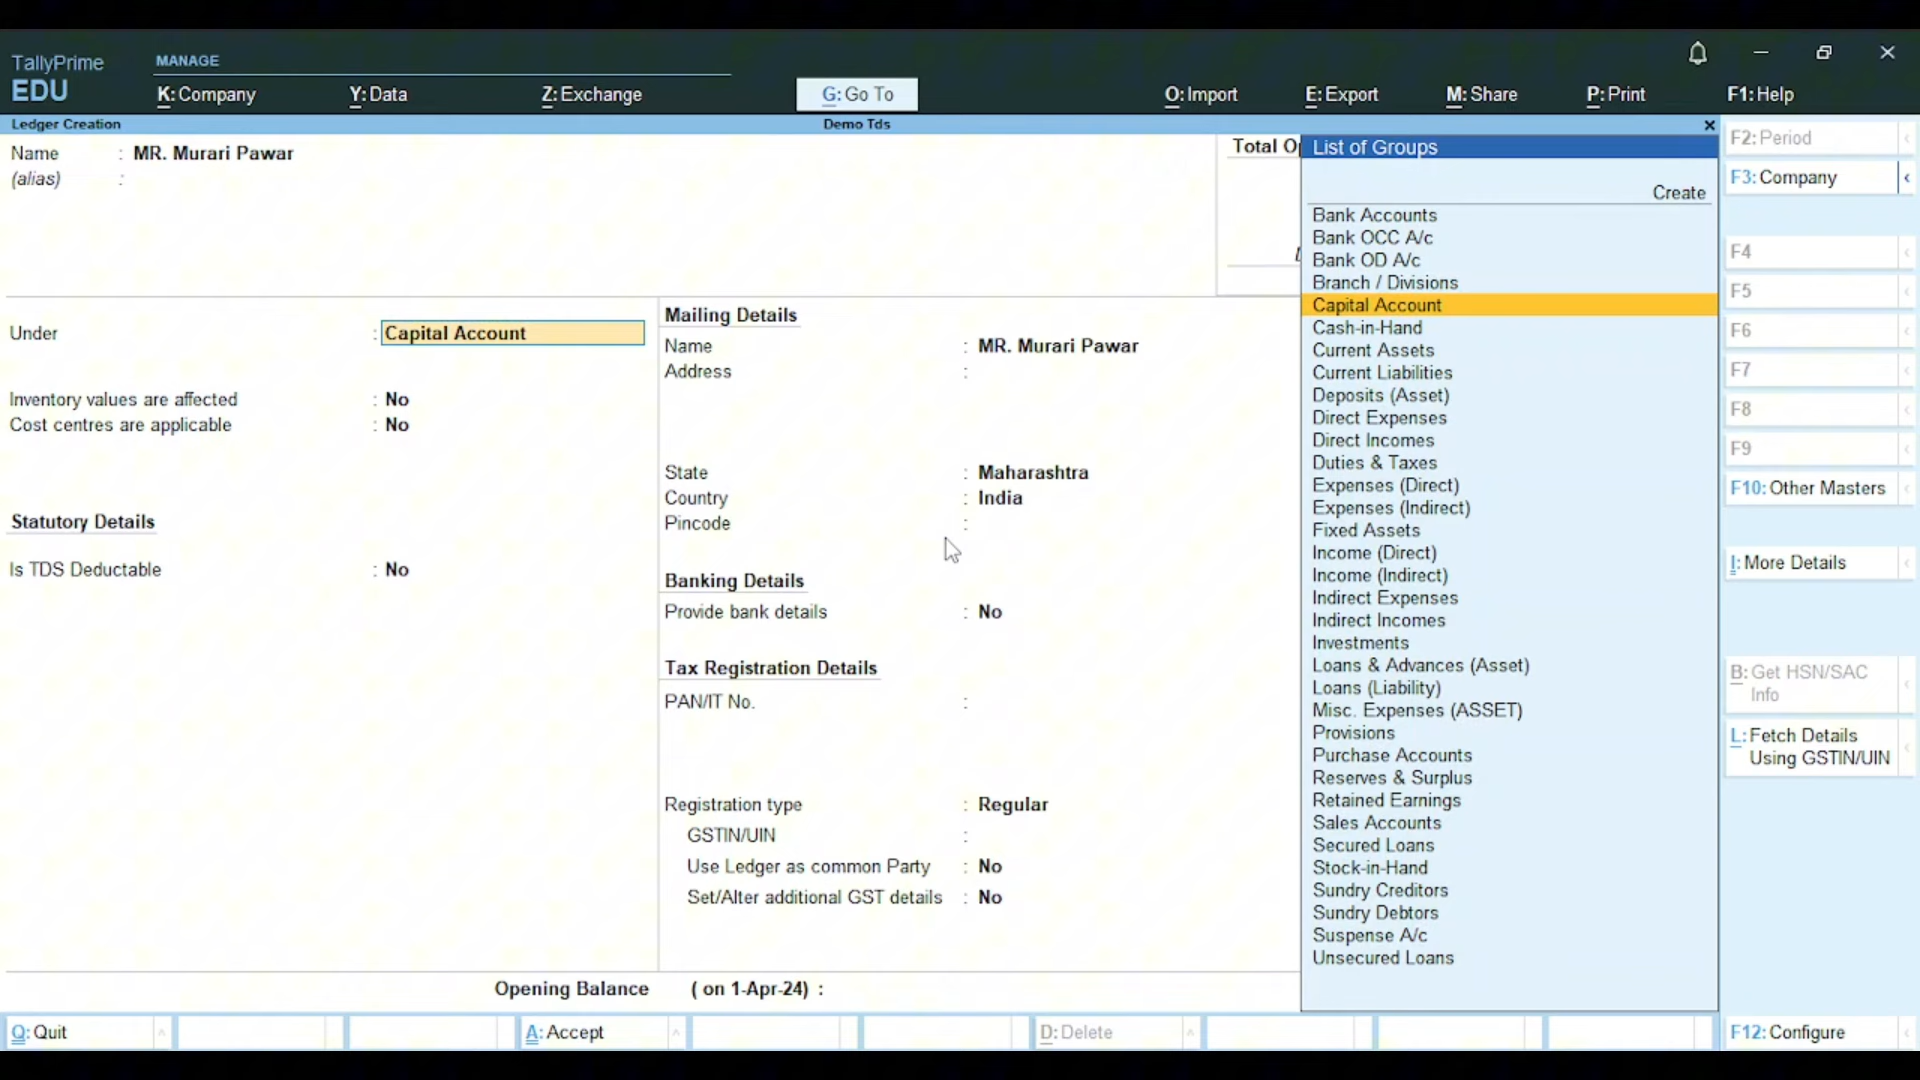 TallyPrime
EDU
MANAGE
K: Company
Y: Data
Z: Exchange
G: Go To
O: Import
E: Export
M: Share
P: Print
F1: Help
Ledger Creation
Demo Tds
Name : MR. Murari Pawar
(alias) :
Total Op
Under : Capital Account
Inventory values are affected : No
Cost centres are applicable : No
Statutory Details
Is TDS Deductable : No
Mailing Details
Name : MR. Murari Pawar
Address :
State : Maharashtra
Country : India
Pincode :
Banking Details
Provide bank details : No
Tax Registration Details
PAN/IT No. :
Registration type : Regular
GSTIN/UIN :
Use Ledger as common Party : No
Set/Alter additional GST details : No
Opening Balance ( on 1-Apr-24) :
List of Groups
Create
Bank Accounts
Bank OCC A/c
Bank OD A/c
Branch / Divisions
Capital Account
Cash-in-Hand
Current Assets
Current Liabilities
Deposits (Asset)
Direct Expenses
Direct Incomes
Duties & Taxes
Expenses (Direct)
Expenses (Indirect)
Fixed Assets
Income (Direct)
Income (Indirect)
Indirect Expenses
Indirect Incomes
Investments
Loans & Advances (Asset)
Loans (Liability)
Misc. Expenses (ASSET)
Provisions
Purchase Accounts
Reserves & Surplus
Retained Earnings
Sales Accounts
Secured Loans
Stock-in-Hand
Sundry Creditors
Sundry Debtors
Suspense A/c
Unsecured Loans
F2: Period
F3: Company
F4
F5
F6
F7
F8
F9
F10: Other Masters
I: More Details
B: Get HSN/SAC
Info
L: Fetch Details
Using GSTIN/UIN
Q: Quit
A: Accept
D: Delete
F12: Configure